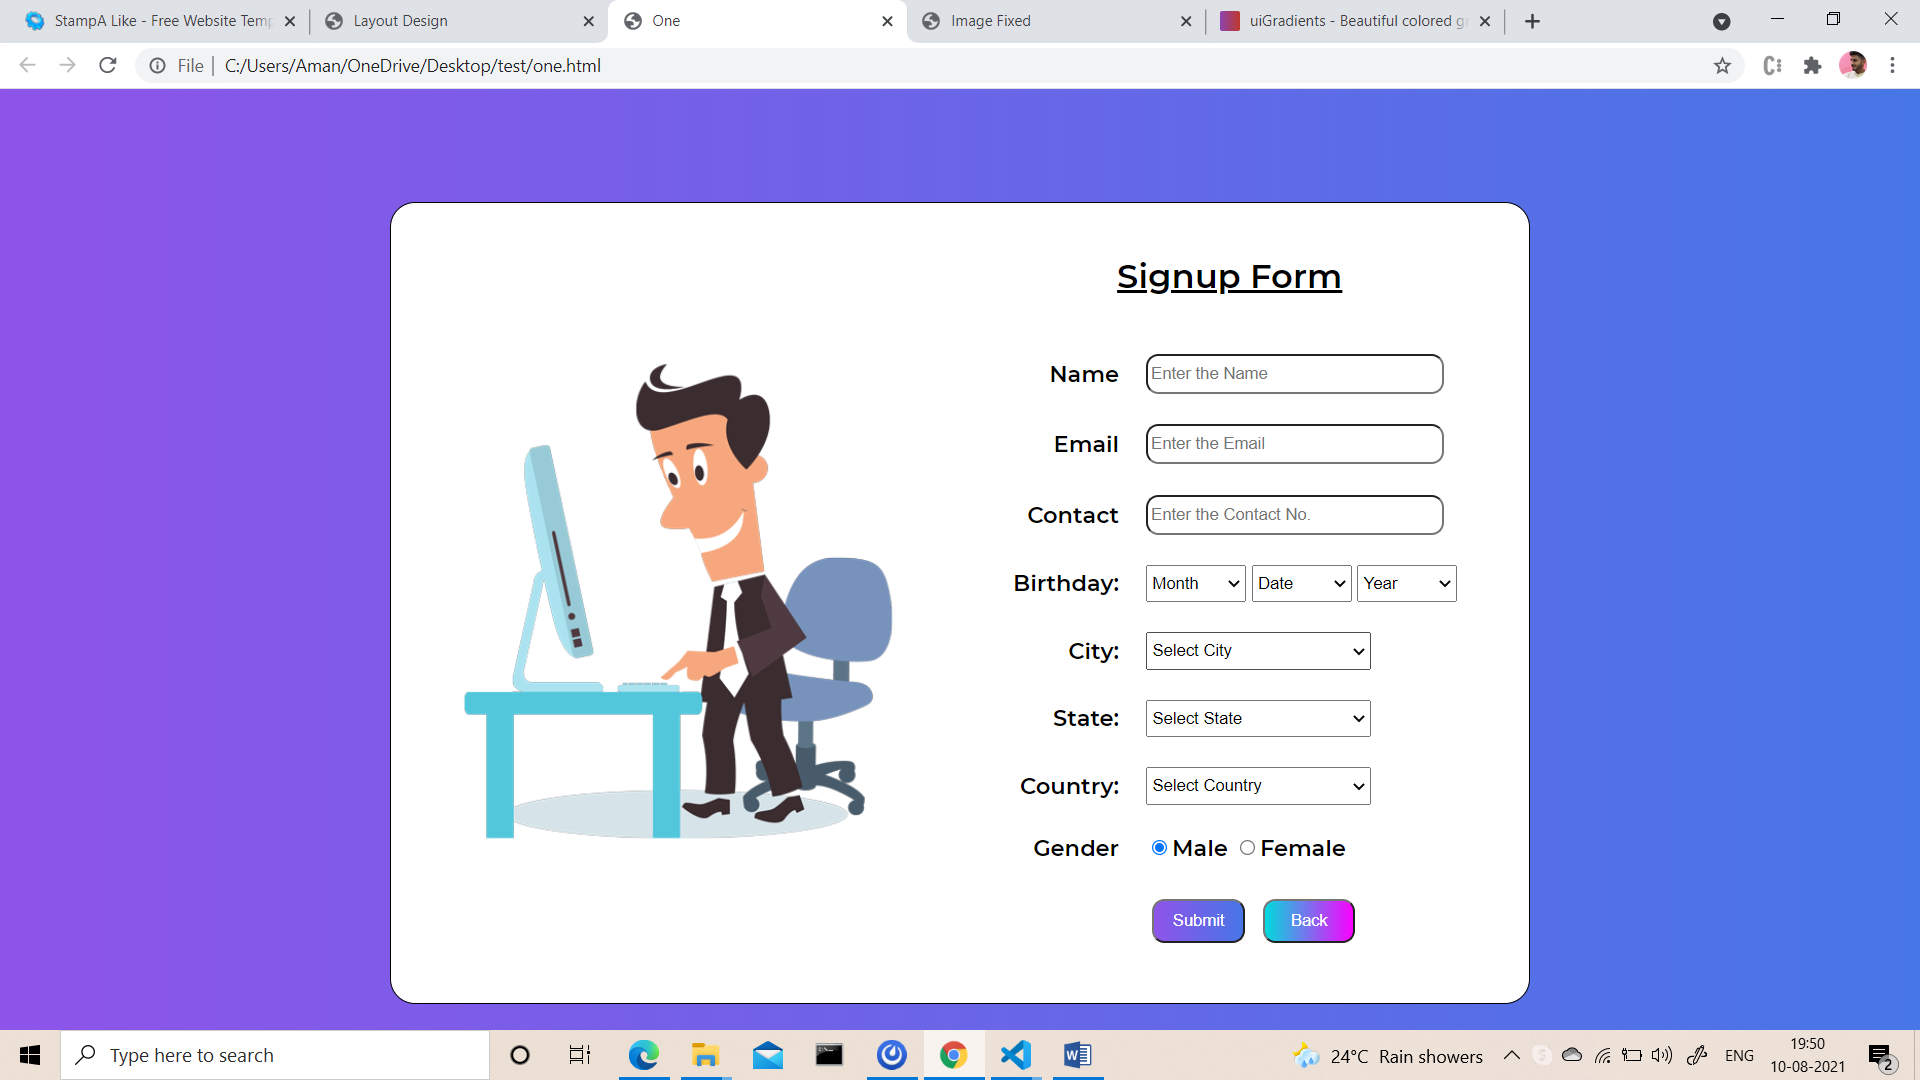 StampA Like - Free Website Temp
Layout Design
One
Image Fixed
uiGradients - Beautiful colored g
File
C:/Users/Aman/OneDrive/Desktop/test/one.html
Signup Form
Name Enter the Name
Email Enter the Email
Contact Enter the Contact No.
Birthday: Month Date Year
City: Select City
State: Select State
Country: Select Country
Gender Male Female
Submit Back
Type here to search
24°C Rain showers
ENG
19:50
10-08-2021
2